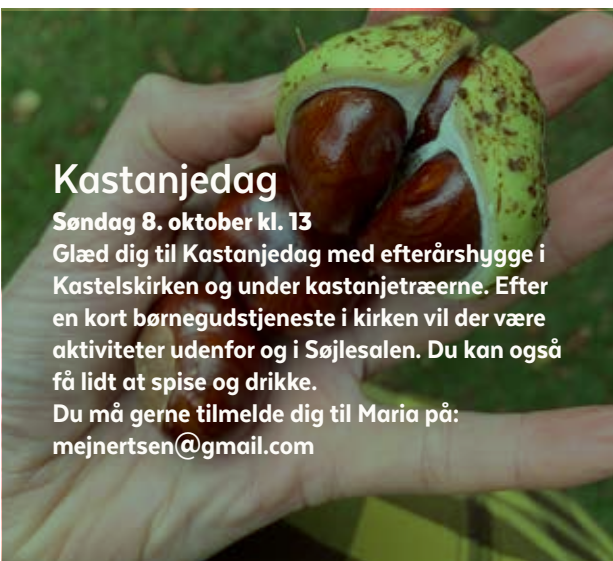 Kastanjedag
Søndag 8. oktober kl. 13
Glæd dig til Kastanjedag med efterårshygge i
Kastelskirken og under kastanjetræerne. Efter
en kort børnegudstjeneste i kirken vil der være
aktiviteter udenfor og i Søjlesalen. Du kan også
få lidt at spise og drikke.
Du må gerne tilmelde dig til Maria på:
mejnertsen@gmail.com